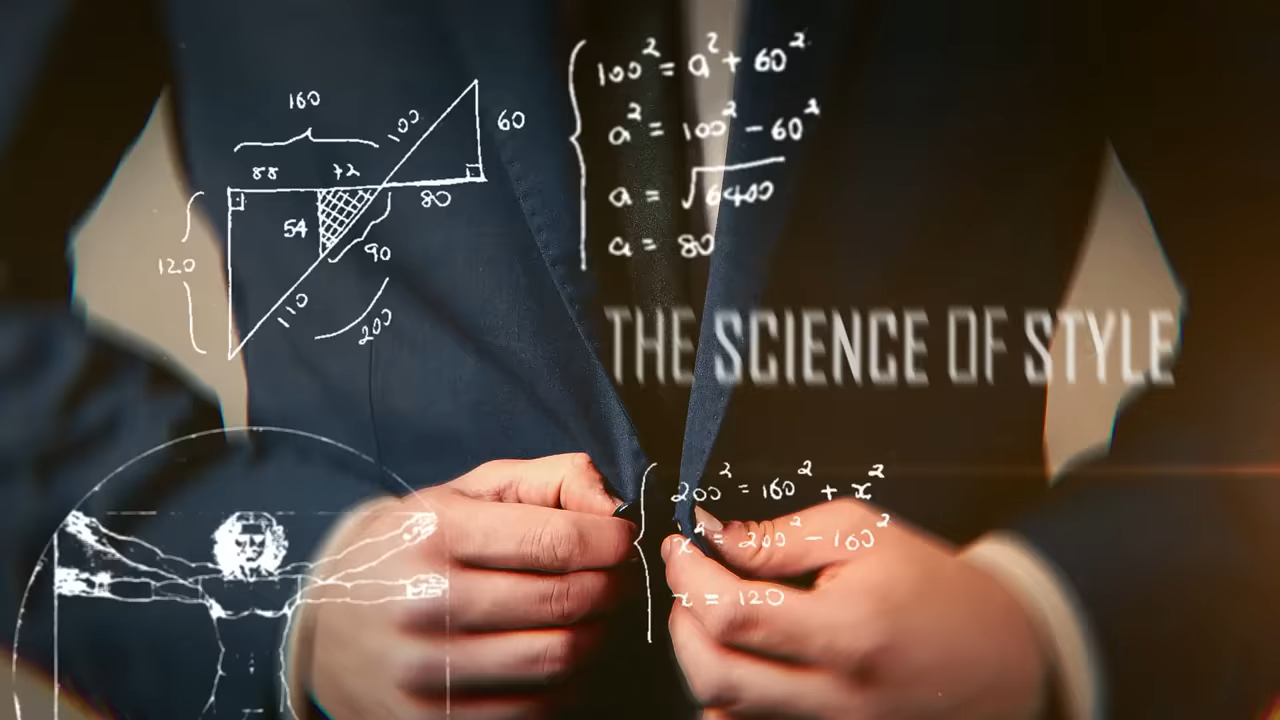 160
100
60
88
72
80
54
90
120
110
200
100² = a² + 60²
a² = 100² - 60²
a = √6400
a = 80
THE SCIENCE OF STYLE
200² = 160² + x²
x² = 200² - 160²
x = 120